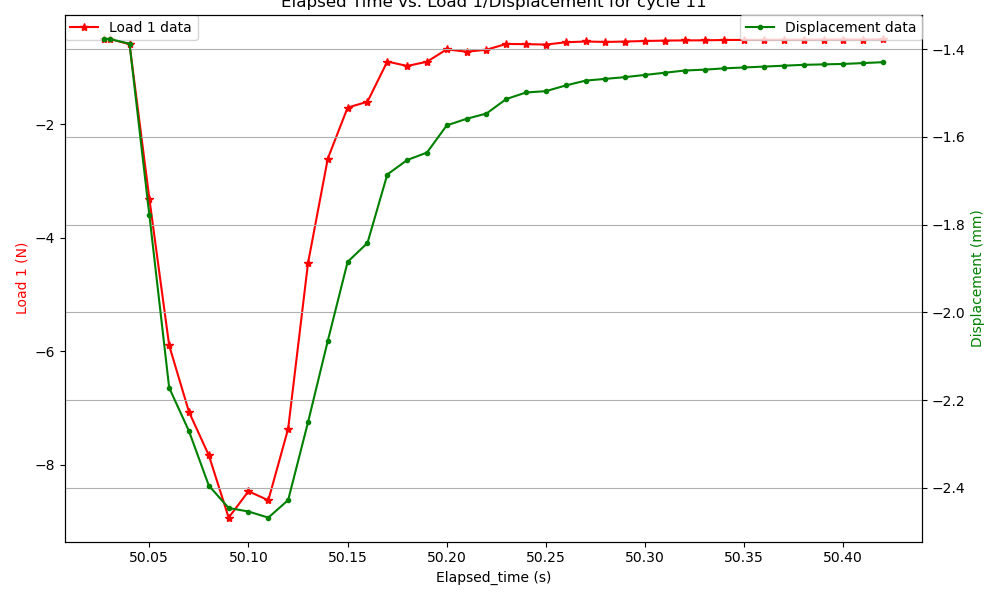 Elapsed Time vs. Load 1/Displacement for cycle 11
Load 1 data
Displacement data
−2
−4
−6
−8
Load 1 (N)
−1.4
−1.6
−1.8
−2.0
−2.2
−2.4
Displacement (mm)
50.05 50.10 50.15 50.20 50.25 50.30 50.35 50.40
Elapsed_time (s)